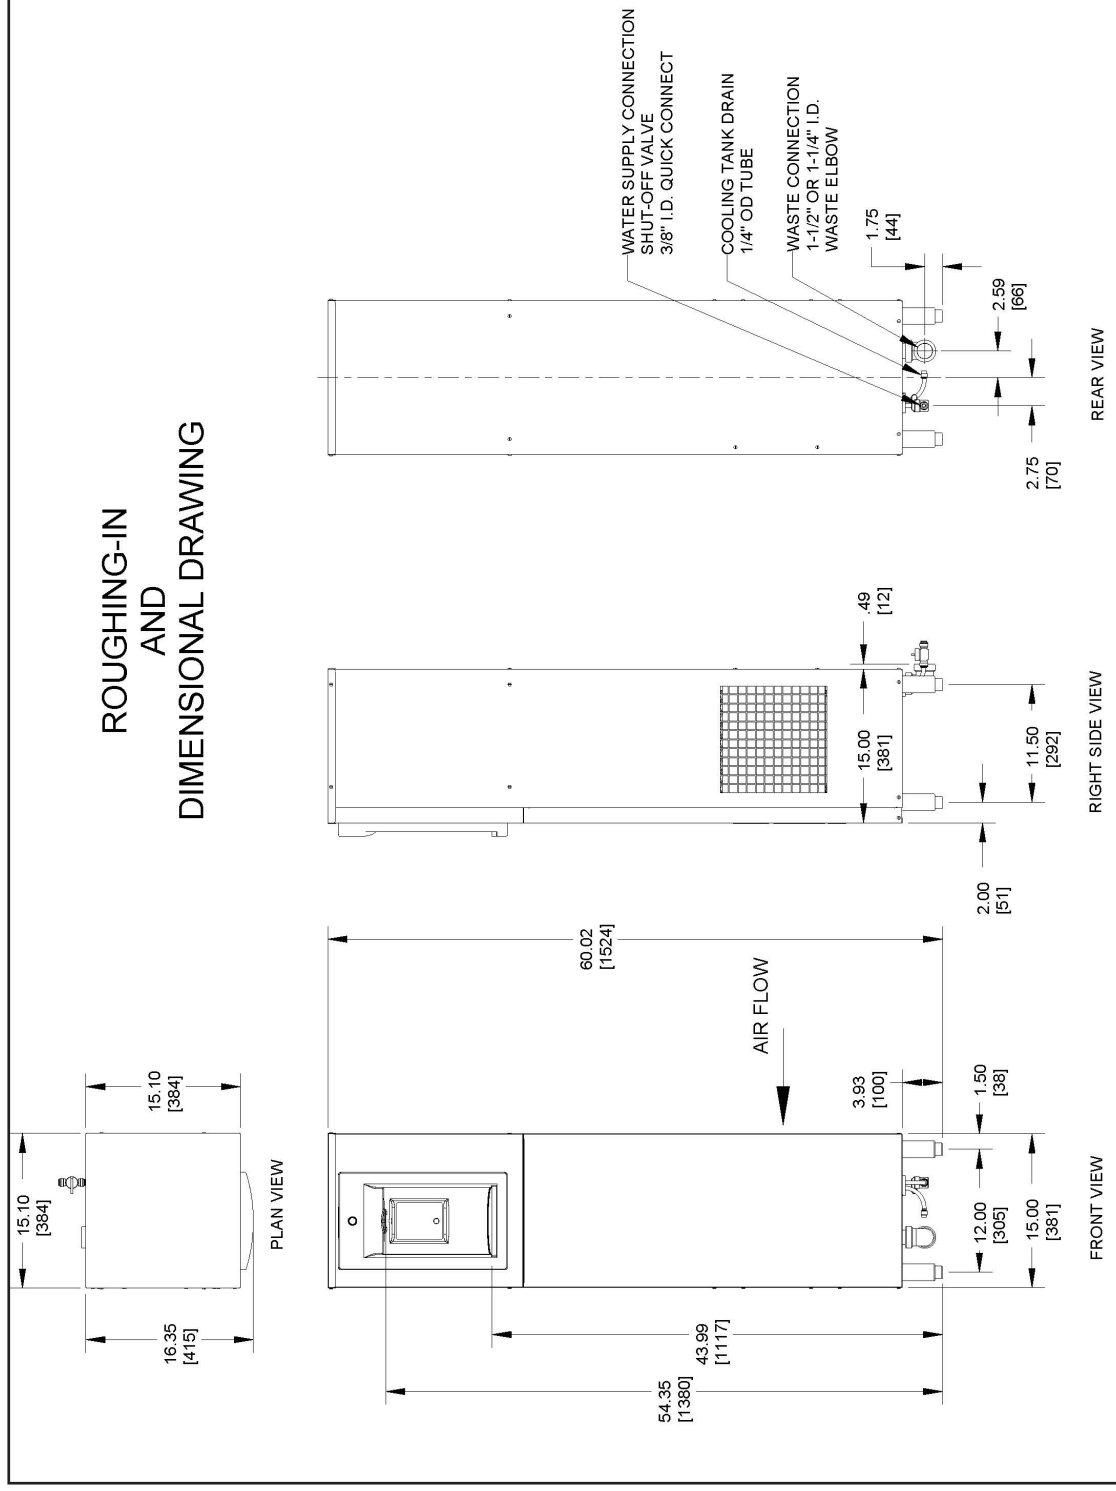 ROUGHING-IN
AND
DIMENSIONAL DRAWING
15.10
[384]
15.10
[384]
16.35
[415]
PLAN VIEW
60.02
[1524]
AIR FLOW
3.93
[100]
1.50
[38]
12.00
[305]
15.00
[381]
43.99
[1117]
54.35
[1380]
FRONT VIEW
.49
[12]
15.00
[381]
11.50
[292]
2.00
[51]
RIGHT SIDE VIEW
WATER SUPPLY CONNECTION
SHUT-OFF VALVE
3/8" I.D. QUICK CONNECT
COOLING TANK DRAIN
1/4" OD TUBE
WASTE CONNECTION
1-1/2" OR 1-1/4" I.D.
WASTE ELBOW
1.75
[44]
2.59
[66]
2.75
[70]
REAR VIEW